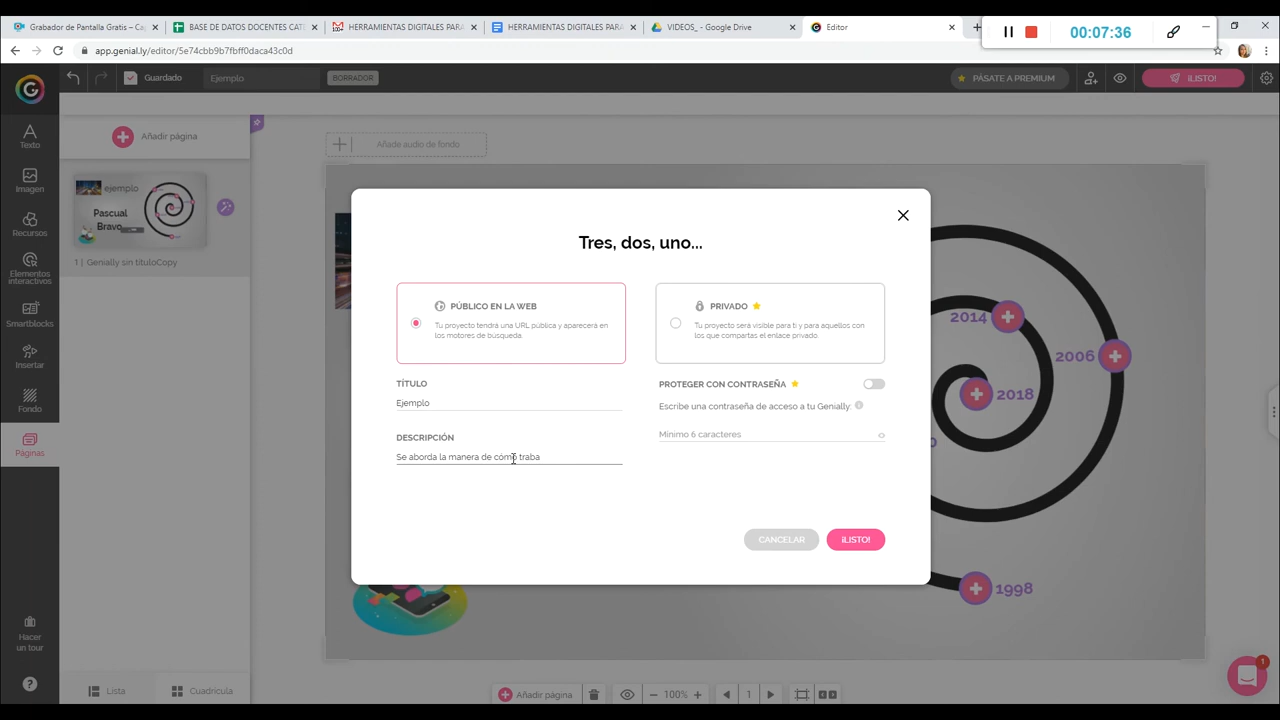 Grabador de Pantalla Gratis – Ca
BASE DE DATOS DOCENTES CATE
HERRAMIENTAS DIGITALES PARA
HERRAMIENTAS DIGITALES PARA
VIDEOS_ - Google Drive
Editor
00:07:36
app.genial.ly/editor/5e74cbb9b7fbff0daca43c0d
Guardado
Ejemplo
BORRADOR
PÁSATE A PREMIUM
¡LISTO!
Texto
Imagen
Recursos
Elementos
interactivos
Smartblocks
Insertar
Fondo
Páginas
Hacer
un tour
Añadir página
ejemplo
Pascual
Bravo
1 | Genially sin títuloCopy
Lista
Cuadrícula
Añade audio de fondo
Tres, dos, uno...
PÚBLICO EN LA WEB
Tu proyecto tendrá una URL pública y aparecerá en
los motores de búsqueda.
PRIVADO
Tu proyecto será visible para ti y para aquellos con
los que compartas el enlace privado.
TÍTULO
Ejemplo
DESCRIPCIÓN
Se aborda la manera de cómo traba
PROTEGER CON CONTRASEÑA
Escribe una contraseña de acceso a tu Genially.
Mínimo 6 caracteres
CANCELAR
¡LISTO!
2014
2006
2018
0
1998
1
Añadir página
100%
1